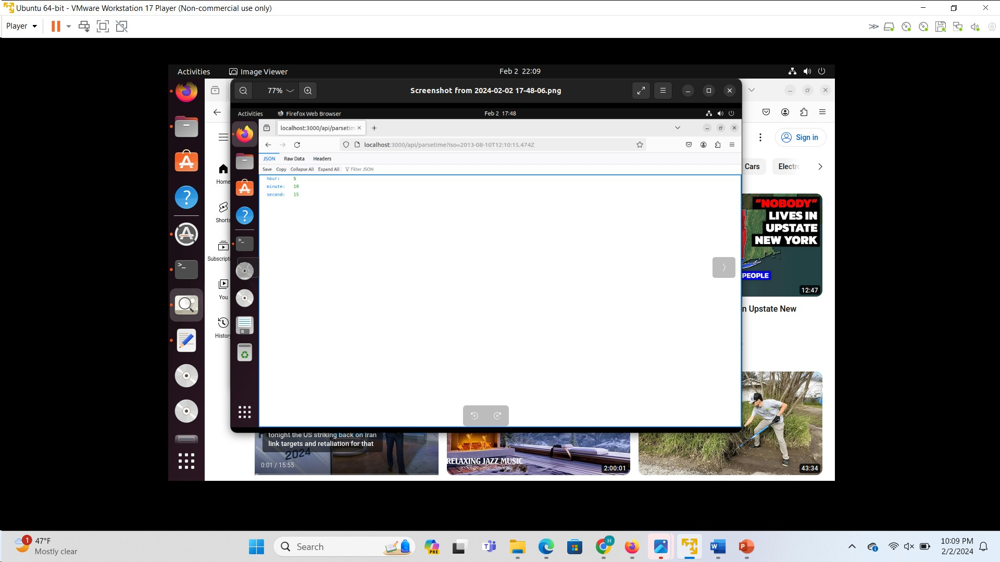 Ubuntu 64-bit - VMware Workstation 17 Player (Non-commercial use only)
Player
Activities
Image Viewer
Feb 2 22:09
77%
Screenshot from 2024-02-02 17-48-06.png
Activities
Firefox Web Browser
Feb 2 17:48
localhost:3000/api/parsetim
localhost:3000/api/parsetime?iso=2013-08-10T12:10:15.474Z
JSON
Raw Data
Headers
Save
Copy
Collapse All
Expand All
Filter JSON
hour: 5
minute: 10
second: 15
Sign in
Cars
Electro
Home
Shorts
Subscripti
You
History
"NOBODY"
LIVES IN
UPSTATE
NEW YORK
PEOPLE
12:47
n Upstate New
tonight the US striking back on Iran
link targets and retaliation for that
2024
0:01 / 15:55
RELAXING JAZZ MUSIC
2:00:01
43:34
1
47°F
Mostly clear
Search
PRE
H
10:09 PM
2/2/2024